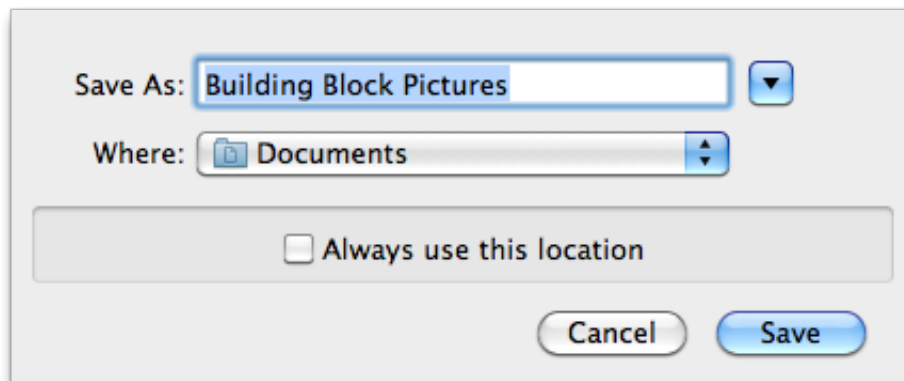 Save As: Building Block Pictures
Where: Documents
Always use this location
Cancel Save